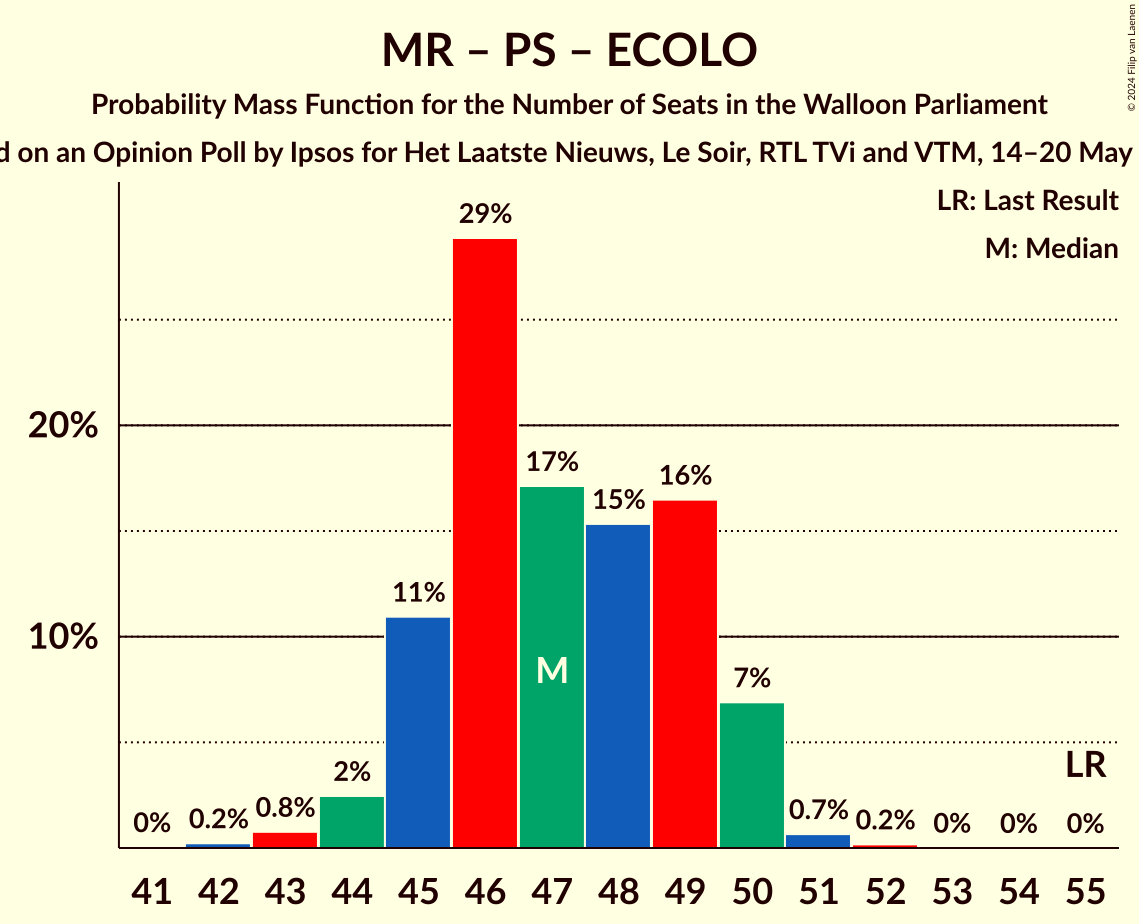 MR – PS – ECOLO
Probability Mass Function for the Number of Seats in the Walloon Parliament
on an Opinion Poll by Ipsos for Het Laatste Nieuws, Le Soir, RTL TVi and VTM, 14–20 May
© 2024 Filip van Laenen
LR: Last Result
M: Median
20%
10%
0%
0.2%
0.8%
2%
11%
29%
17%
15%
16%
7%
0.7%
0.2%
0%
0%
0%
M
LR
41 42 43 44 45 46 47 48 49 50 51 52 53 54 55